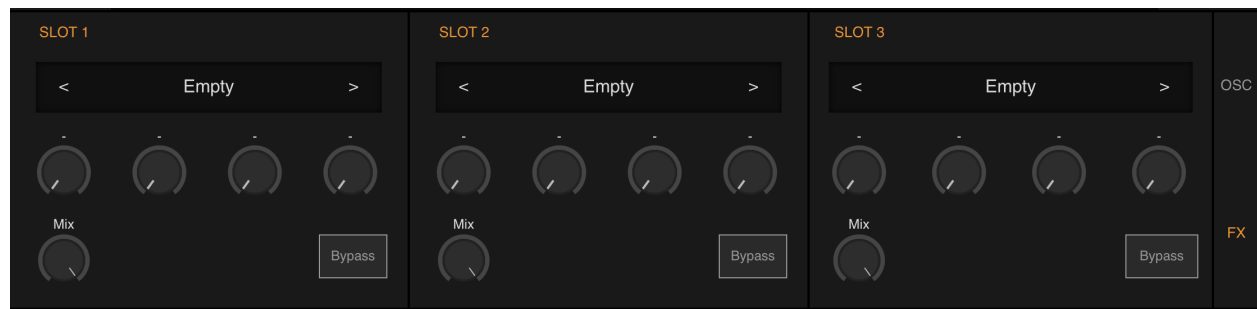 SLOT 1
< Empty >
- - - -
Mix
Bypass
SLOT 2
< Empty >
- - - -
Mix
Bypass
SLOT 3
< Empty >
- - - -
Mix
Bypass
OSC
FX